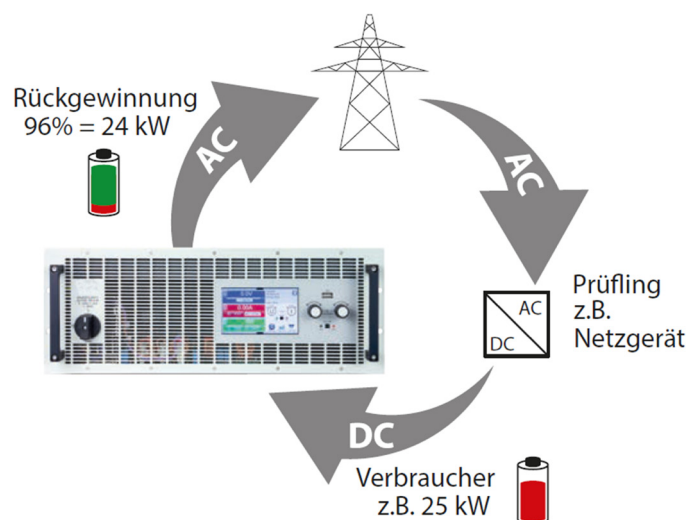 Rückgewinnung
96% = 24 kW
AC
AC
Prüfling
z.B.
Netzgerät
AC
DC
DC
Verbraucher
z.B. 25 kW